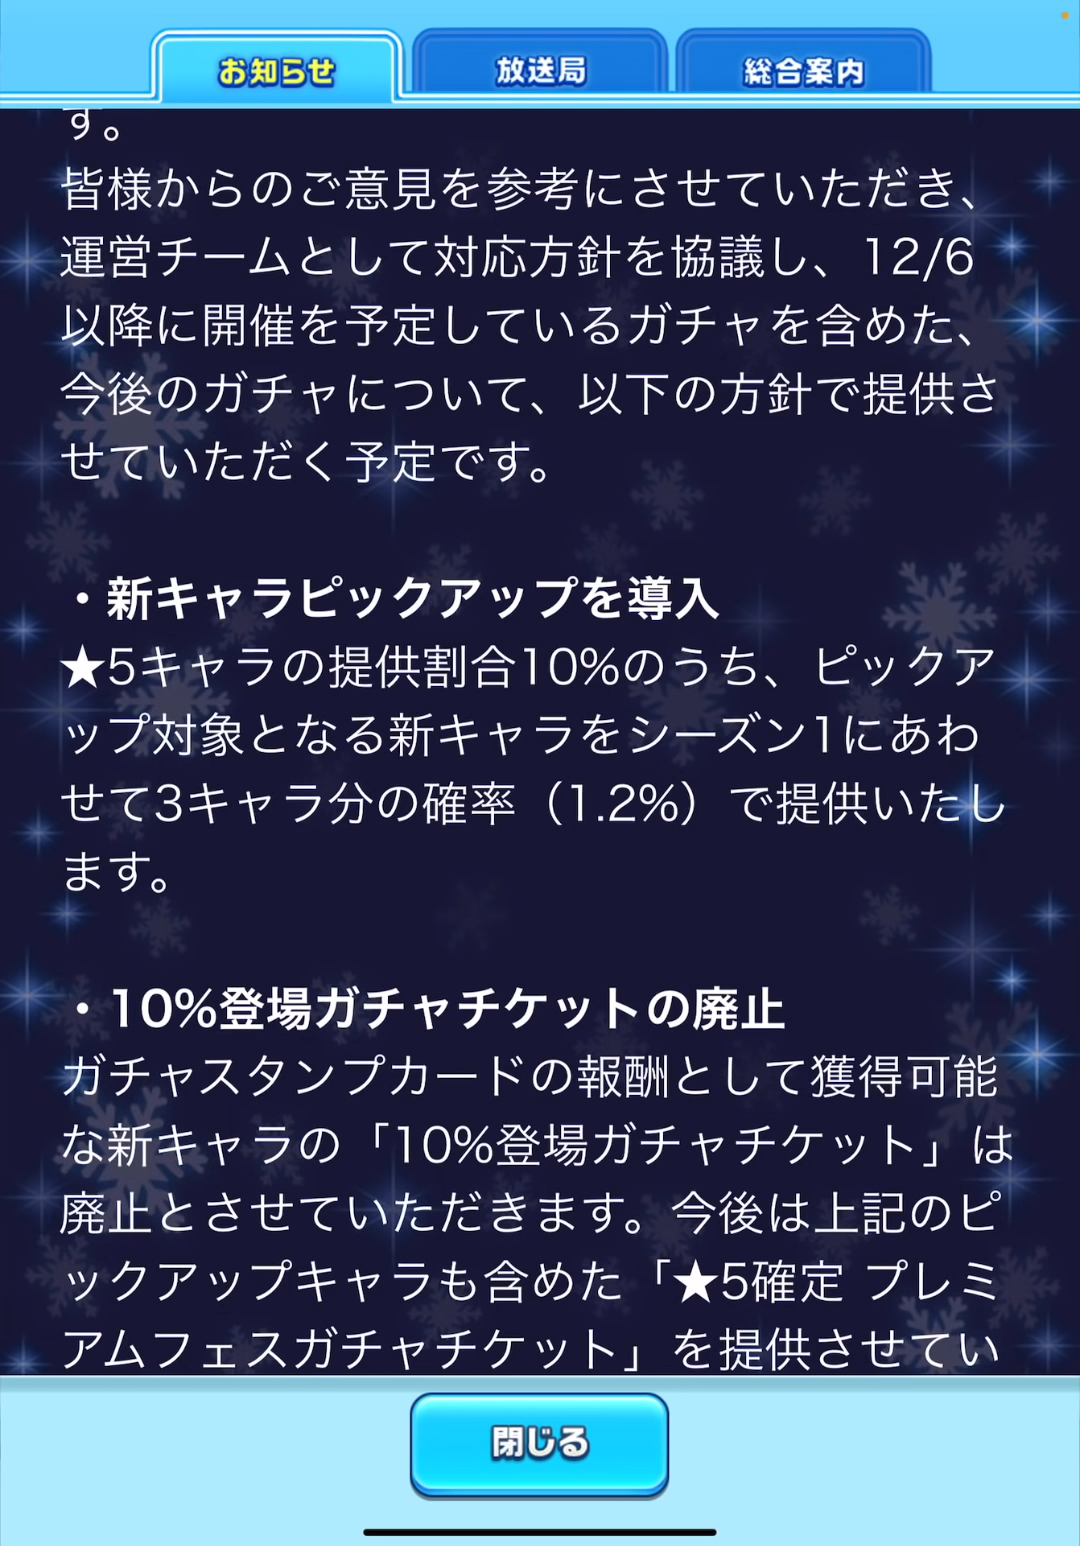 お知らせ
放送局
総合案内
す。
皆様からのご意見を参考にさせていただき、
運営チームとして対応方針を協議し、12/6
以降に開催を予定しているガチャを含めた、
今後のガチャについて、以下の方針で提供さ
せていただく予定です。
・新キャラピックアップを導入
★5キャラの提供割合10%のうち、ピックア
ップ対象となる新キャラをシーズン1にあわ
せて3キャラ分の確率（1.2%）で提供いたし
ます。
・10%登場ガチャチケットの廃止
ガチャスタンプカードの報酬として獲得可能
な新キャラの「10%登場ガチャチケット」は
廃止とさせていただきます。今後は上記のピ
ックアップキャラも含めた「★5確定 プレミ
アムフェスガチャチケット」を提供させてい
閉じる